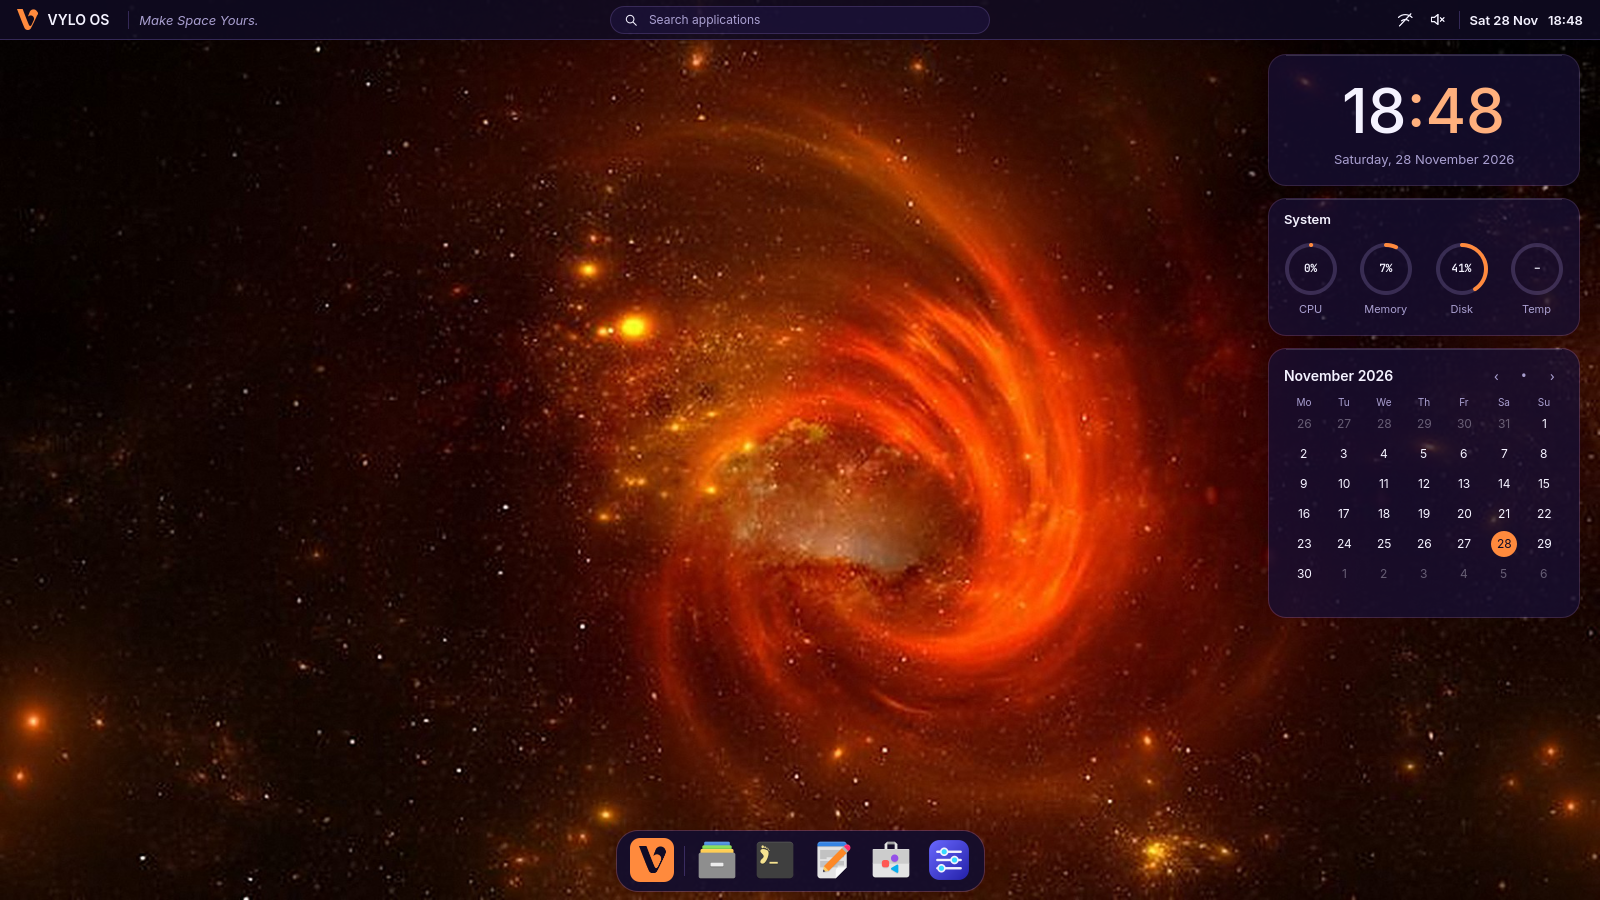 VYLO OS
Make Space Yours.
Search applications
Sat 28 Nov 18:48
18:48
Saturday, 28 November 2026
System
0% 7% 41% –
CPU Memory Disk Temp
November 2026 ‹ • ›
Mo Tu We Th Fr Sa Su
26 27 28 29 30 31 1
2 3 4 5 6 7 8
9 10 11 12 13 14 15
16 17 18 19 20 21 22
23 24 25 26 27 28 29
30 1 2 3 4 5 6